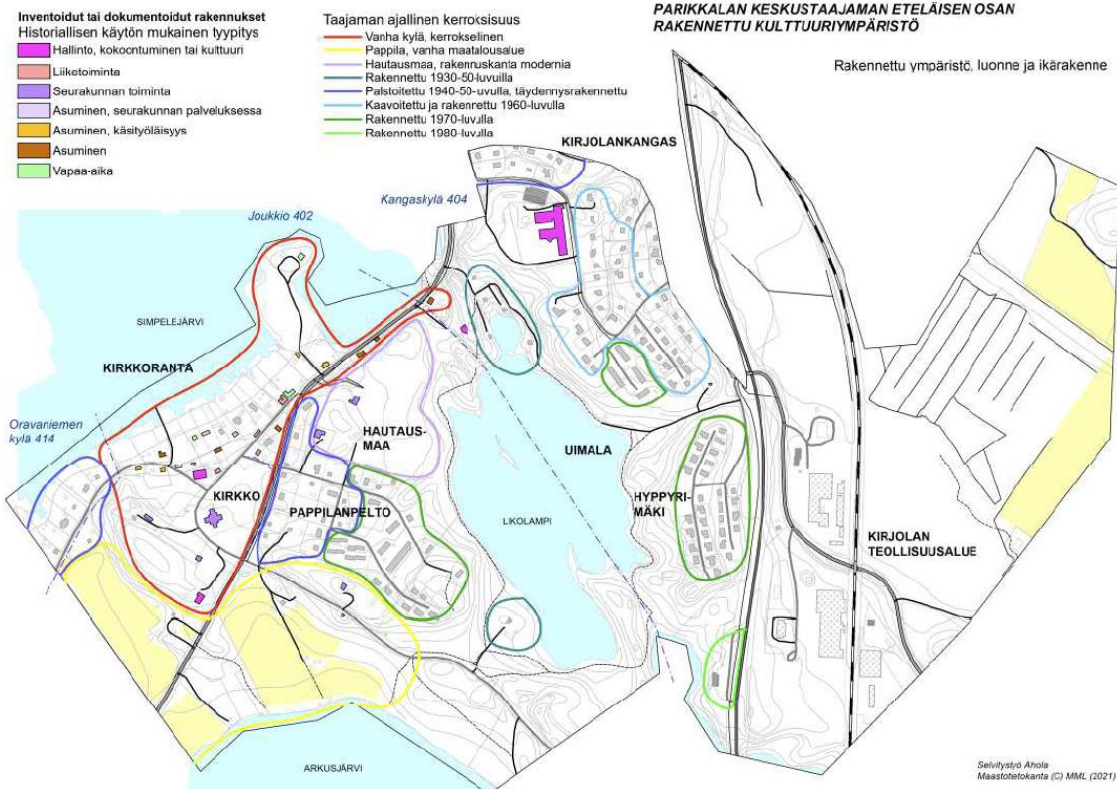 PARIKKALAN KESKUSTAAJAMAN ETELÄISEN OSAN
RAKENNETTU KULTTUURIYMPÄRISTÖ
Rakennettu ympäristö, luonne ja ikärakenne
Inventoidut tai dokumentoidut rakennukset
Historiallisen käytön mukainen tyypitys
Hallinto, kokoontuminen tai kulttuuri
Liiketoiminta
Seurakunnan toiminta
Asuminen, seurakunnan palveluksessa
Asuminen, käsityöläisyys
Asuminen
Vapaa-aika
Taajaman ajallinen kerroksisuus
Vanha kylä, kerrokselinen
Pappila, vanha maatalousalue
Hautausmaa, rakennuskanta modernia
Rakennettu 1930-50-luvuilla
Palstoitettu 1940-50-uvulla, täydennysrakennettu
Kaavoitettu ja rakenrettu 1960-luvulla
Rakennettu 1970-luvulla
Rakennettu 1980-luvulla
KIRJOLANKANGAS
Kangaskylä 404
Joukkio 402
SIMPELEJÄRVI
KIRKKORANTA
Oravaniemen
kylä 414
HAUTAUS-
MAA
UIMALA
KIRKKO
PAPPILANPELTO
HYPPYRI-
MÄKI
LIKOLAMPI
KIRJOLAN
TEOLLISUUSALUE
ARKUSJÄRVI
Selvitystyö Ahola
Maastotietokanta (C) MML (2021)